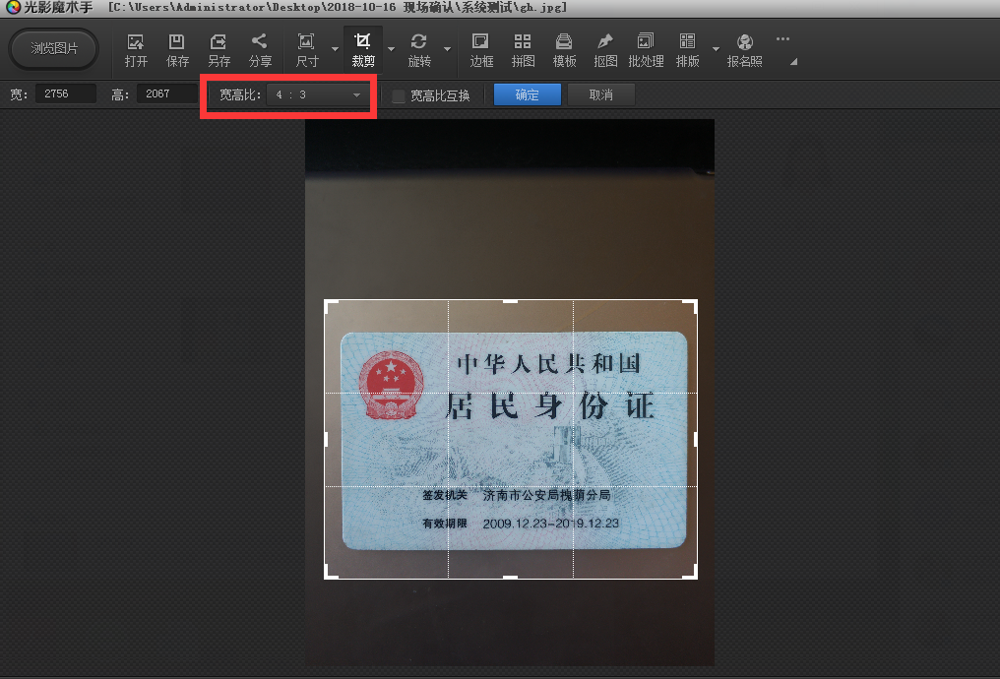 光影魔术手 [C:\Users\Administrator\Desktop\2018-10-16 现场确认\系统测试\gh.jpg]
浏览图片 打开 保存 另存 分享 尺寸 裁剪 旋转 边框 拼图 模板 抠图 批处理 排版 报名照 ...
宽: 2756 高: 2067 宽高比: 4 : 3 宽高比互换 确定 取消
中华人民共和国
居民身份证
签发机关 济南市公安局槐荫分局
有效期限 2009.12.23-2019.12.23